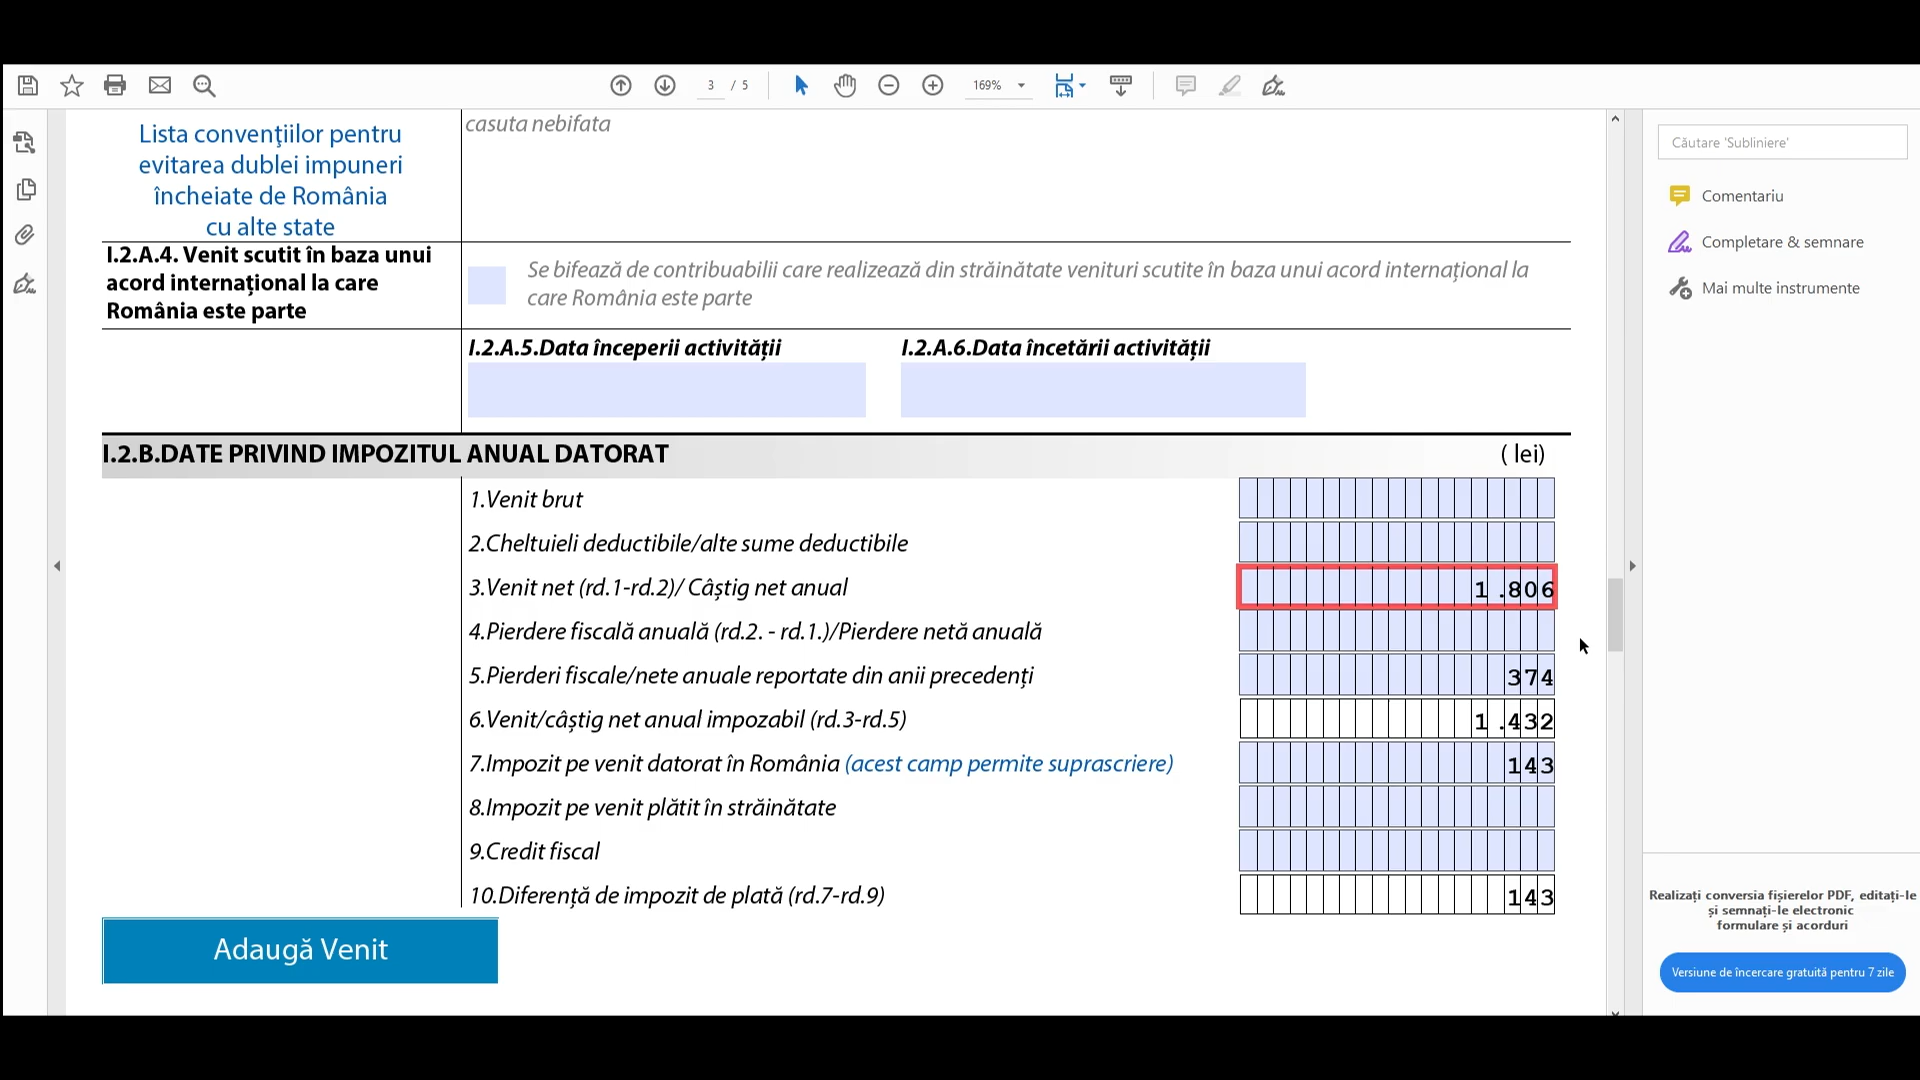 3 / 5
169%
casuta nebifata
Lista convenţiilor pentru
evitarea dublei impuneri
încheiate de România
cu alte state
I.2.A.4. Venit scutit în baza unui
acord internațional la care
România este parte
Se bifează de contribuabilii care realizează din străinătate venituri scutite în baza unui acord internațional la
care România este parte
I.2.A.5.Data începerii activității
I.2.A.6.Data încetării activității
I.2.B.DATE PRIVIND IMPOZITUL ANUAL DATORAT ( lei)
1.Venit brut
2.Cheltuieli deductibile/alte sume deductibile
3.Venit net (rd.1-rd.2)/ Câștig net anual 1.806
4.Pierdere fiscală anuală (rd.2. - rd.1.)/Pierdere netă anuală
5.Pierderi fiscale/nete anuale reportate din anii precedenți 374
6.Venit/câștig net anual impozabil (rd.3-rd.5) 1.432
7.Impozit pe venit datorat în România (acest camp permite suprascriere) 143
8.Impozit pe venit plătit în străinătate
9.Credit fiscal
10.Diferență de impozit de plată (rd.7-rd.9) 143
Adaugă Venit
Căutare 'Subliniere'
Comentariu
Completare & semnare
Mai multe instrumente
Realizați conversia fișierelor PDF, editați-le
și semnați-le electronic
formulare și acorduri
Versiune de încercare gratuită pentru 7 zile